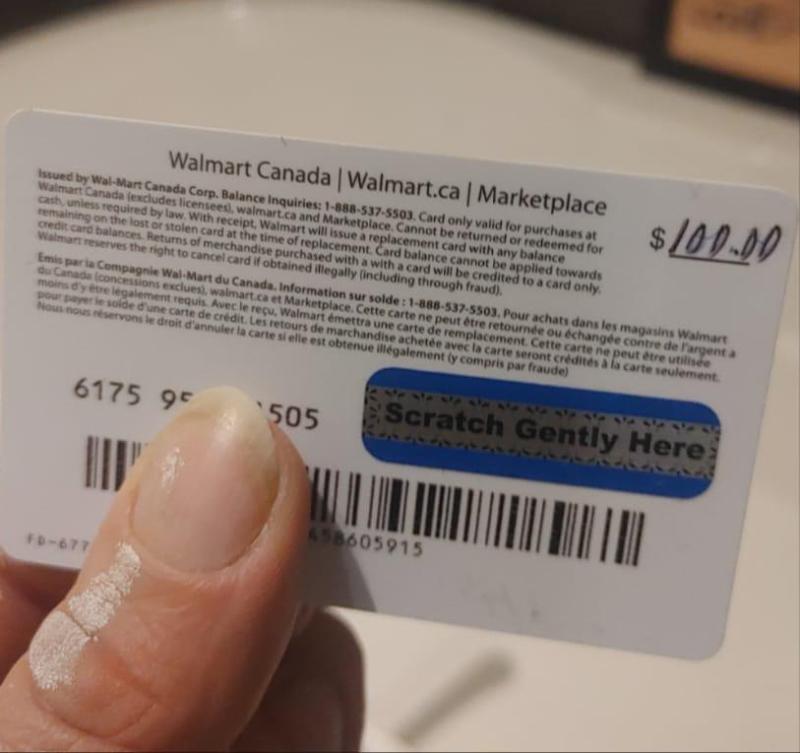 Walmart Canada | Walmart.ca | Marketplace
Issued by Wal-Mart Canada Corp. Balance Inquiries: 1-888-537-5503. Card only valid for purchases at
Walmart Canada (excludes licensees), walmart.ca and Marketplace. Cannot be returned or redeemed for
cash, unless required by law. With receipt, Walmart will issue a replacement card with any balance
remaining on the lost or stolen card at the time of replacement. Card balance cannot be applied towards
credit card balances. Returns of merchandise purchased with a with a card will be credited to a card only.
Walmart reserves the right to cancel card if obtained illegally (including through fraud).
$100.00
Emis par la Compagnie Wal-Mart du Canada. Information sur solde : 1-888-537-5503. Pour achats dans les magasins Walmart
du Canada (concessions exclues), walmart.ca et Marketplace. Cette carte ne peut être retournée ou échangée contre de l'argent a
moins d'y être légalement requis. Avec le reçu, Walmart émettra une carte de remplacement. Cette carte ne peut être utilisée
pour payer le solde d'une carte de crédit. Les retours de marchandise achetée avec la carte seront crédités à la carte seulement.
Nous nous réservons le droit d'annuler la carte si elle est obtenue illégalement (y compris par fraude)
6175 95 505
Scratch Gently Here
FD-677 458605915